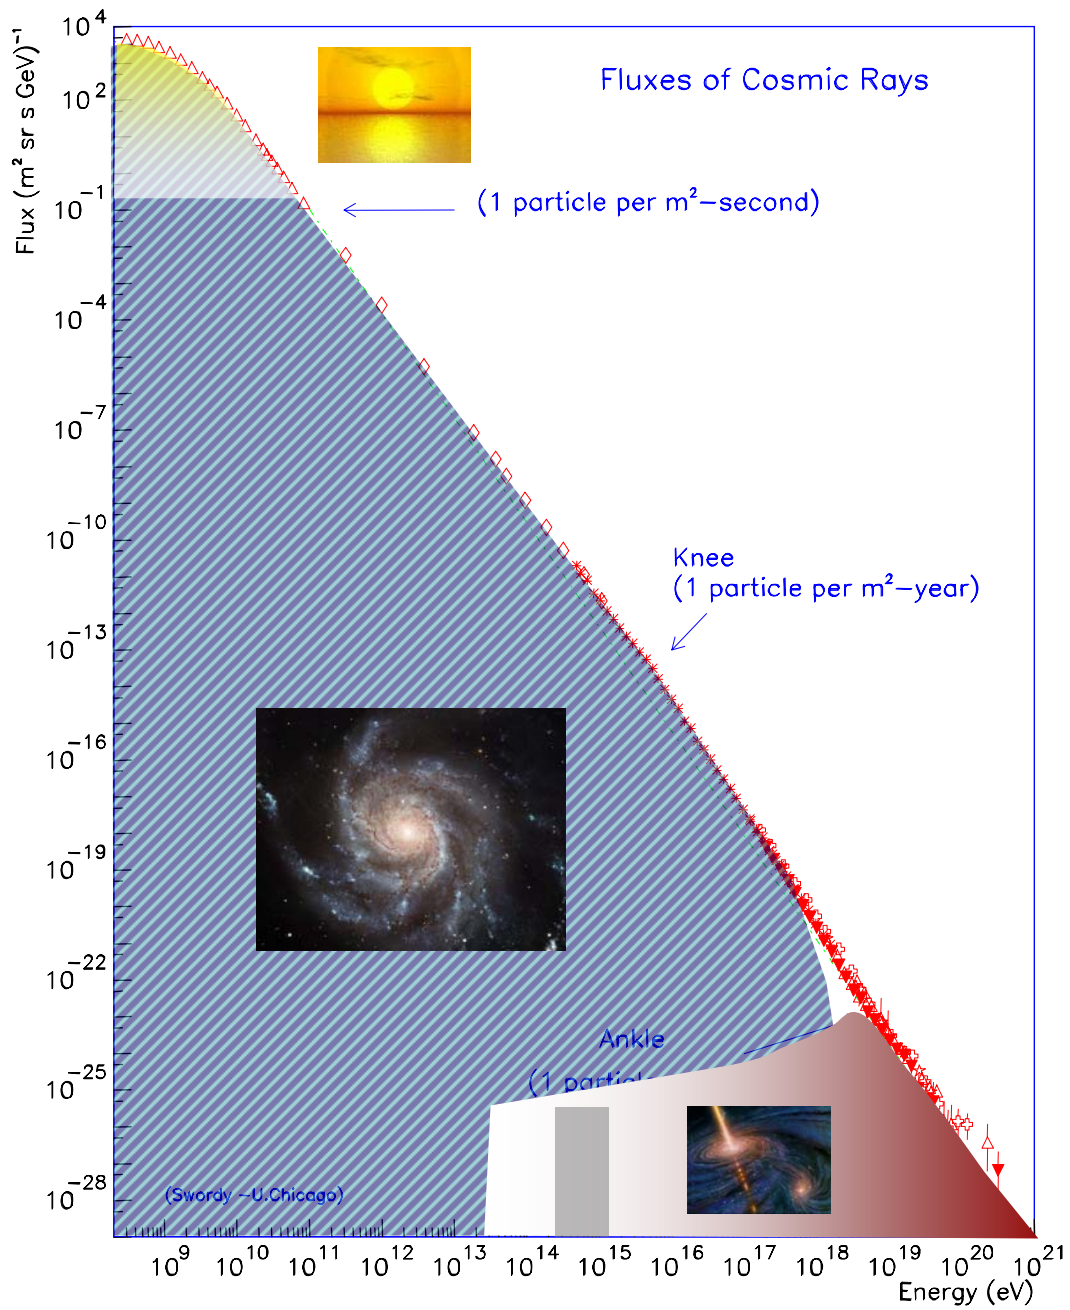 Fluxes of Cosmic Rays
Flux (m² sr s GeV)⁻¹
10⁴
10²
10⁻¹
10⁻⁴
10⁻⁷
10⁻¹⁰
10⁻¹³
10⁻¹⁶
10⁻¹⁹
10⁻²²
10⁻²⁵
10⁻²⁸
(1 particle per m²−second)
Knee
(1 particle per m²−year)
Ankle
(1 particle
(Swordy −U.Chicago)
10⁹ 10¹⁰ 10¹¹ 10¹² 10¹³ 10¹⁴ 10¹⁵ 10¹⁶ 10¹⁷ 10¹⁸ 10¹⁹ 10²⁰ 10²¹
Energy (eV)